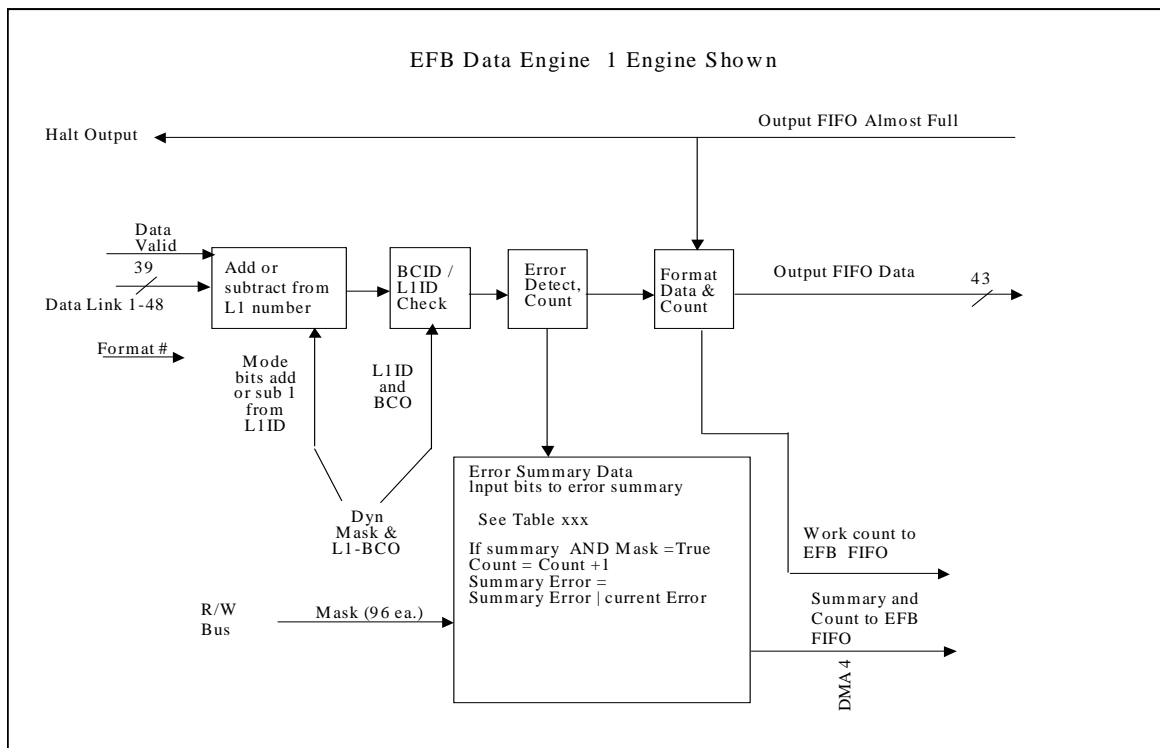 EFB Data Engine 1 Engine Shown
Halt Output
Output FIFO Almost Full
Data
Valid
39
Data Link 1-48
Format #
Add or
subtract from
L1 number
BCID /
L1ID
Check
Error
Detect,
Count
Format
Data &
Count
Output FIFO Data
43
Mode
bits add
or sub 1
from
L1ID
L1ID
and
BCO
Dyn
Mask &
L1-BCO
Error Summary Data
Input bits to error summary
See Table xxx
If summary AND Mask =True
Count = Count +1
Summary Error =
Summary Error | current Error
R/W
Bus
Mask (96 ea.)
Work count to
EFB FIFO
Summary and
Count to EFB
FIFO
DMA 4